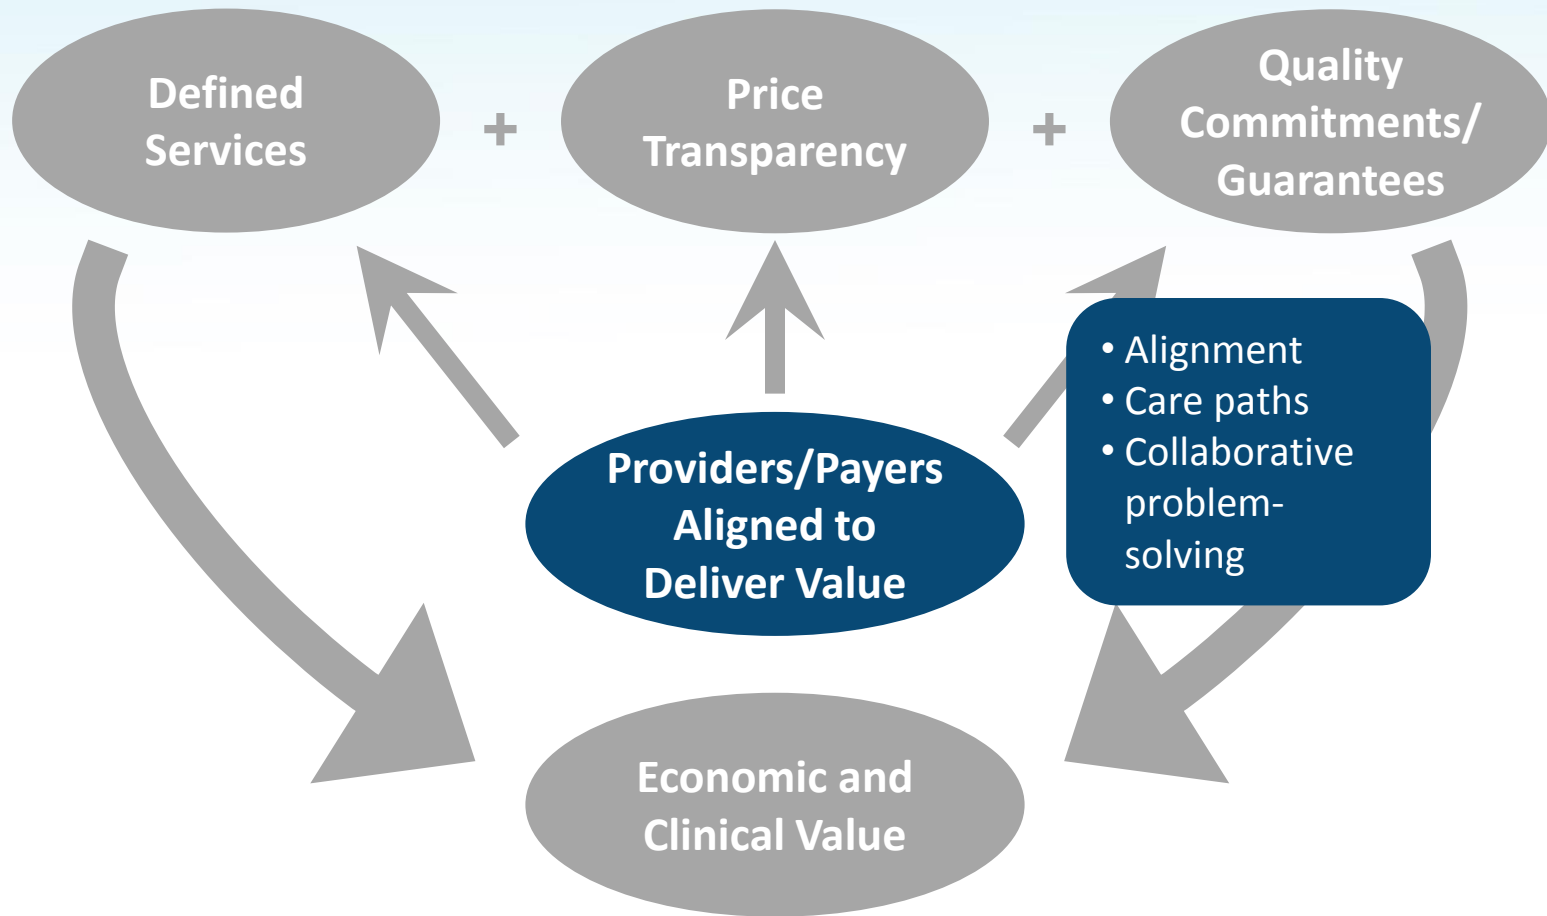 Defined
Services
+
Price
Transparency
+
Quality
Commitments/
Guarantees
• Alignment
• Care paths
• Collaborative
problem-
solving
Providers/Payers
Aligned to
Deliver Value
Economic and
Clinical Value